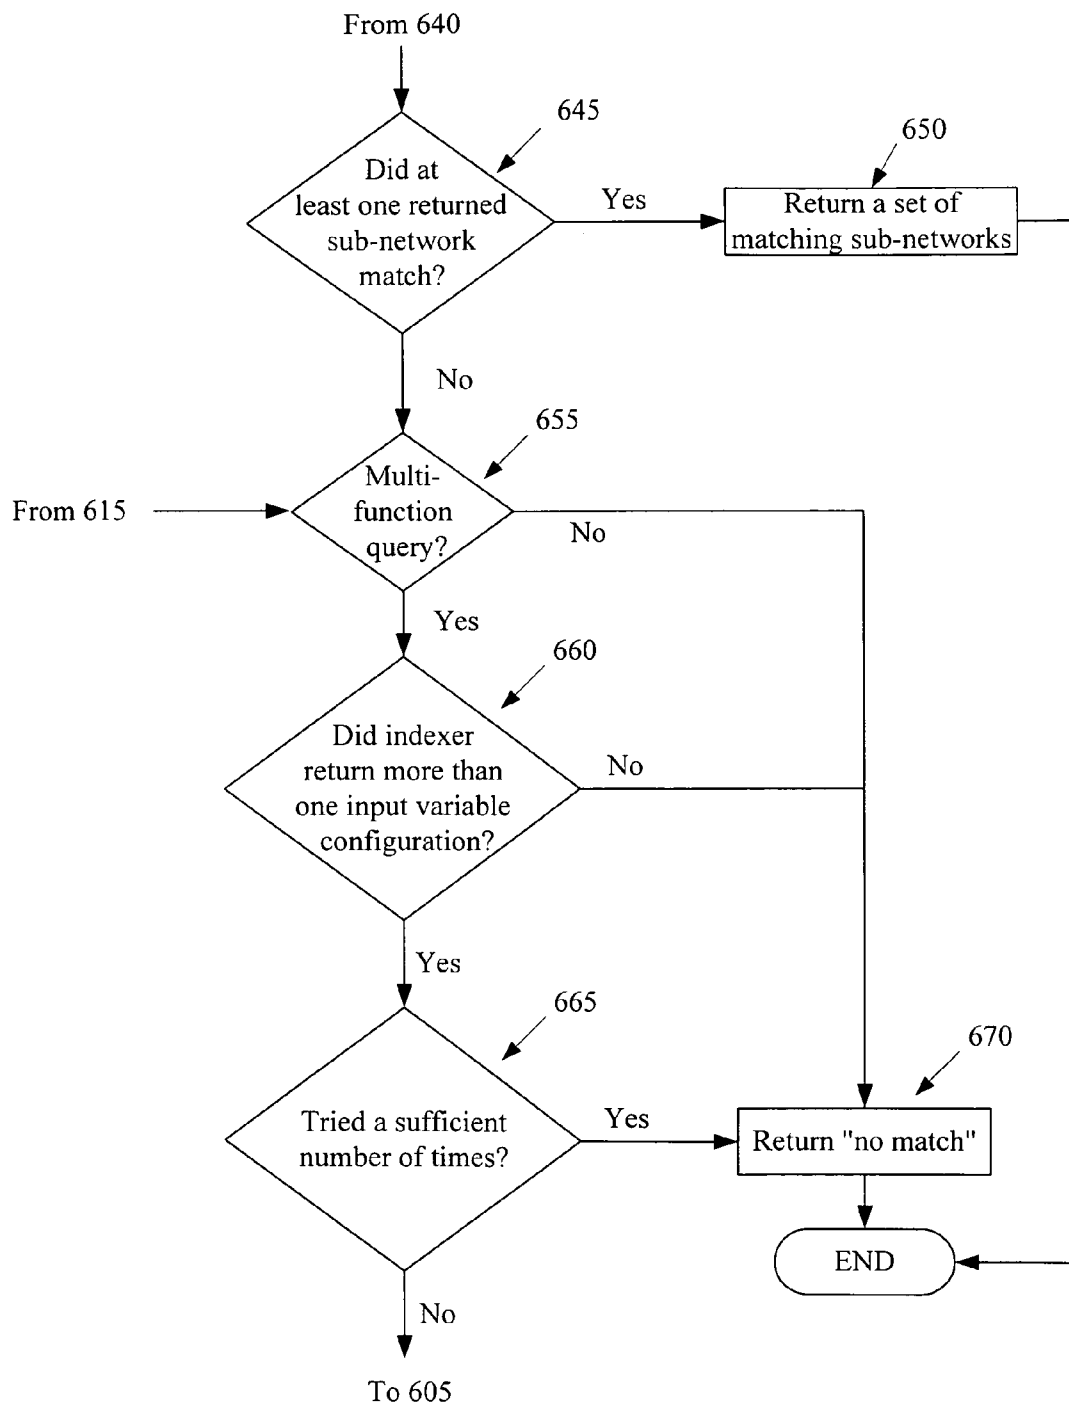 From 640
645
Did at
least one returned
sub-network
match?
Yes
650
Return a set of
matching sub-networks
No
655
From 615
Multi-
function
query?
No
Yes
660
Did indexer
return more than
one input variable
configuration?
No
Yes
665
Tried a sufficient
number of times?
Yes
670
Return "no match"
END
No
To 605